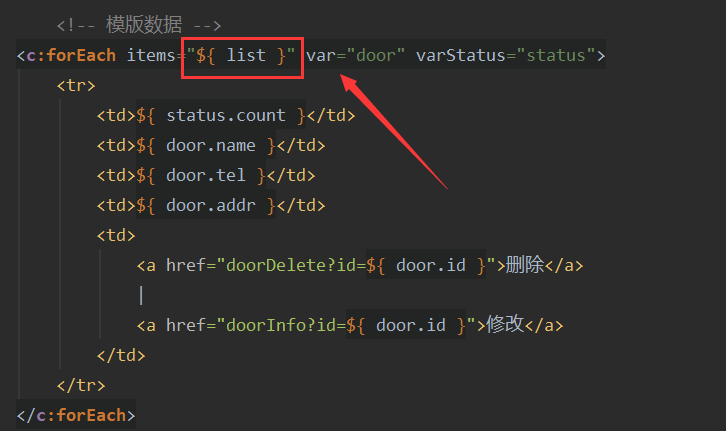 <!-- 模版数据 -->
<c:forEach items="${ list }" var="door" varStatus="status">
<tr>
<td>${ status.count }</td>
<td>${ door.name }</td>
<td>${ door.tel }</td>
<td>${ door.addr }</td>
<td>
<a href="doorDelete?id=${ door.id }">删除</a>
|
<a href="doorInfo?id=${ door.id }">修改</a>
</td>
</tr>
</c:forEach>